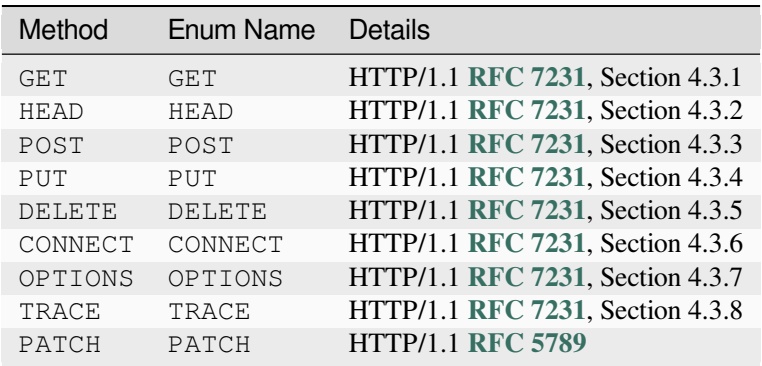 Method Enum Name Details
GET GET HTTP/1.1 RFC 7231, Section 4.3.1
HEAD HEAD HTTP/1.1 RFC 7231, Section 4.3.2
POST POST HTTP/1.1 RFC 7231, Section 4.3.3
PUT PUT HTTP/1.1 RFC 7231, Section 4.3.4
DELETE DELETE HTTP/1.1 RFC 7231, Section 4.3.5
CONNECT CONNECT HTTP/1.1 RFC 7231, Section 4.3.6
OPTIONS OPTIONS HTTP/1.1 RFC 7231, Section 4.3.7
TRACE TRACE HTTP/1.1 RFC 7231, Section 4.3.8
PATCH PATCH HTTP/1.1 RFC 5789